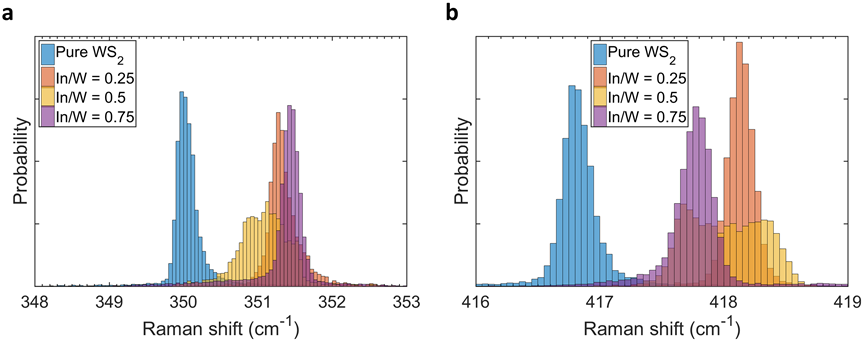 a
Pure WS2
In/W = 0.25
In/W = 0.5
In/W = 0.75
Probability
348 349 350 351 352 353
Raman shift (cm-1)
b
Pure WS2
In/W = 0.25
In/W = 0.5
In/W = 0.75
Probability
416 417 418 419
Raman shift (cm-1)